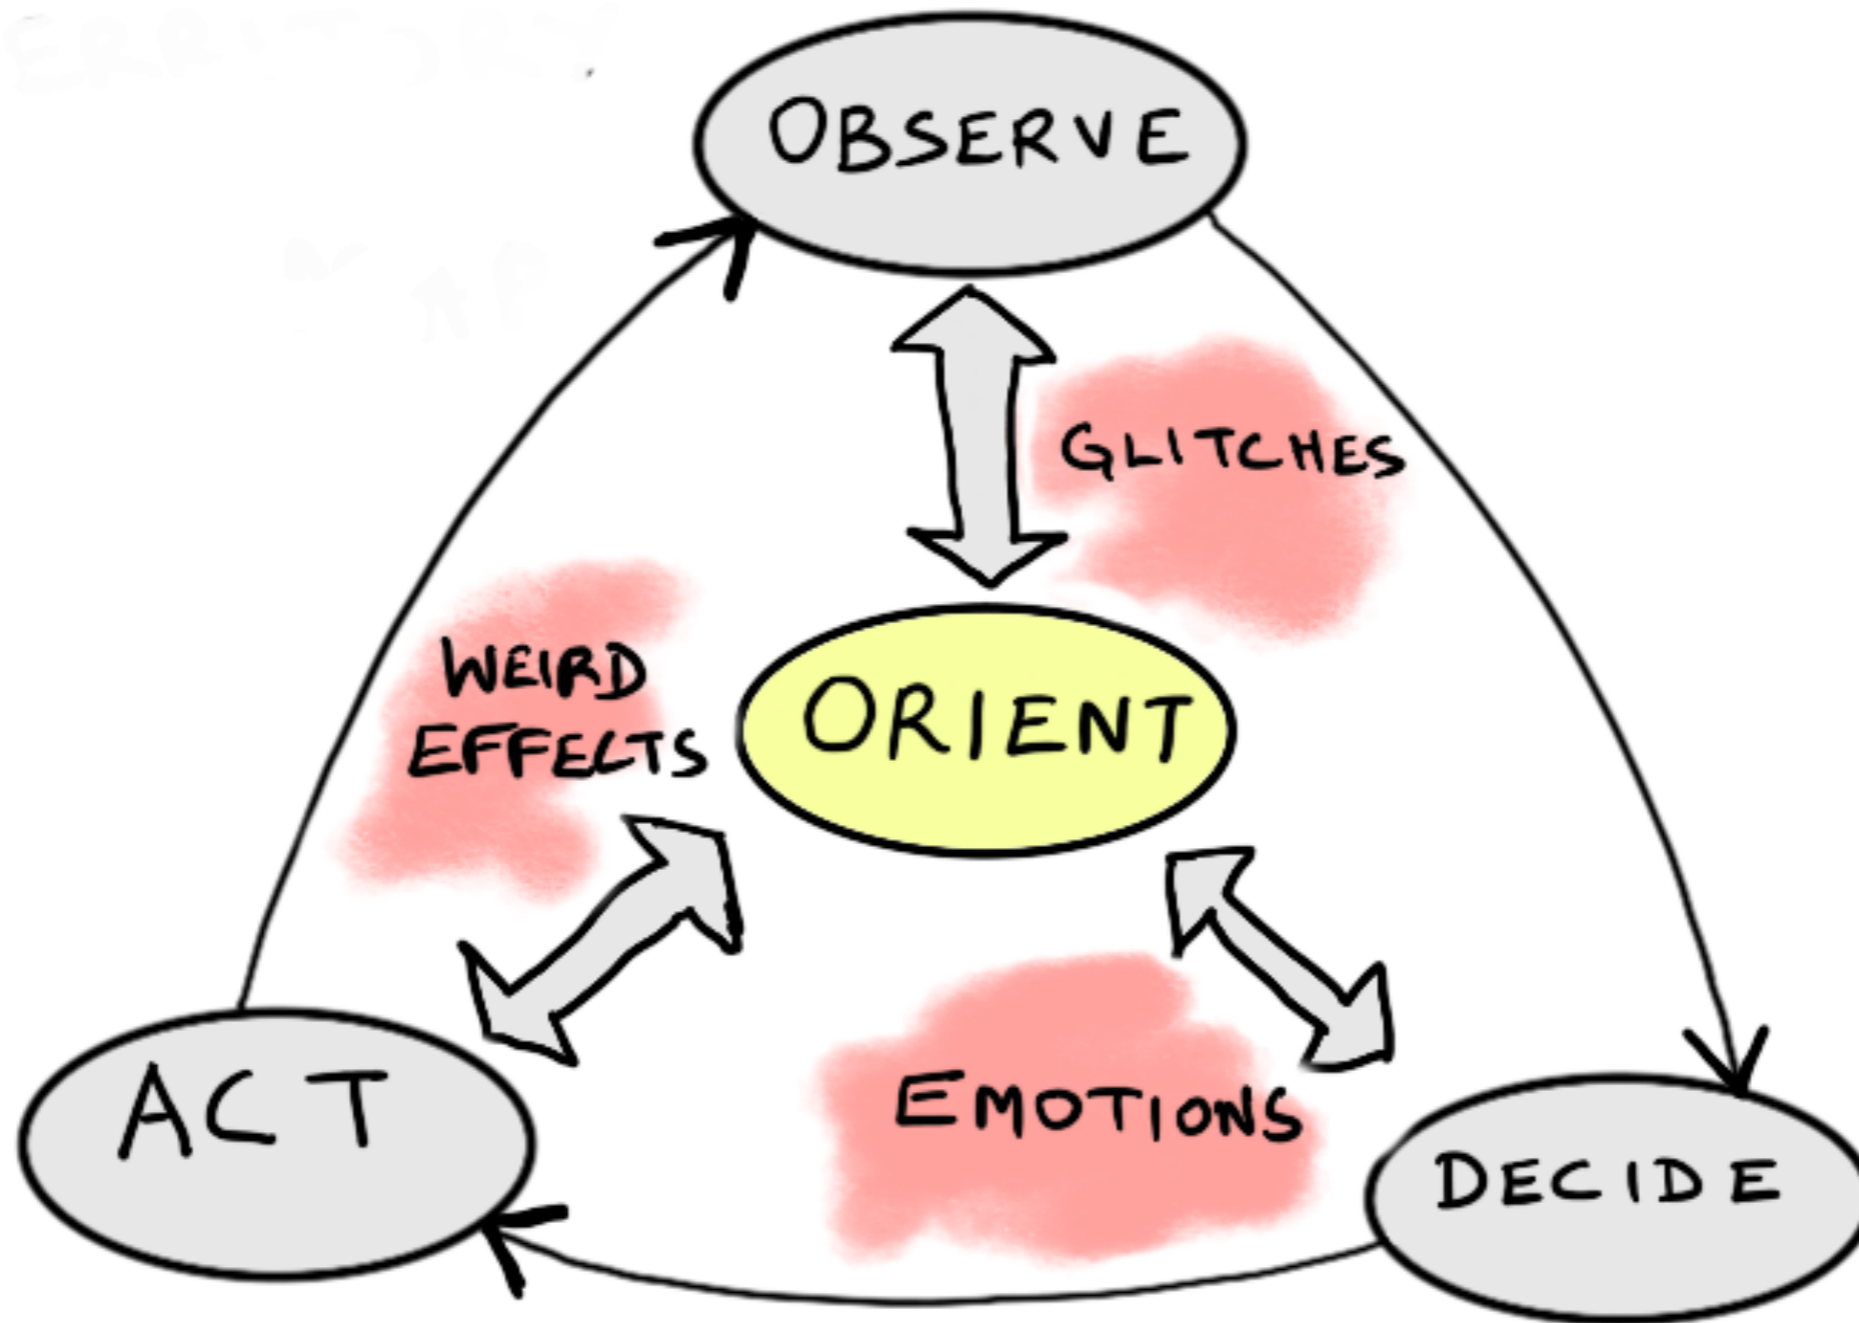 OBSERVE
GLITCHES
WEIRD
EFFECTS
ORIENT
EMOTIONS
ACT
DECIDE